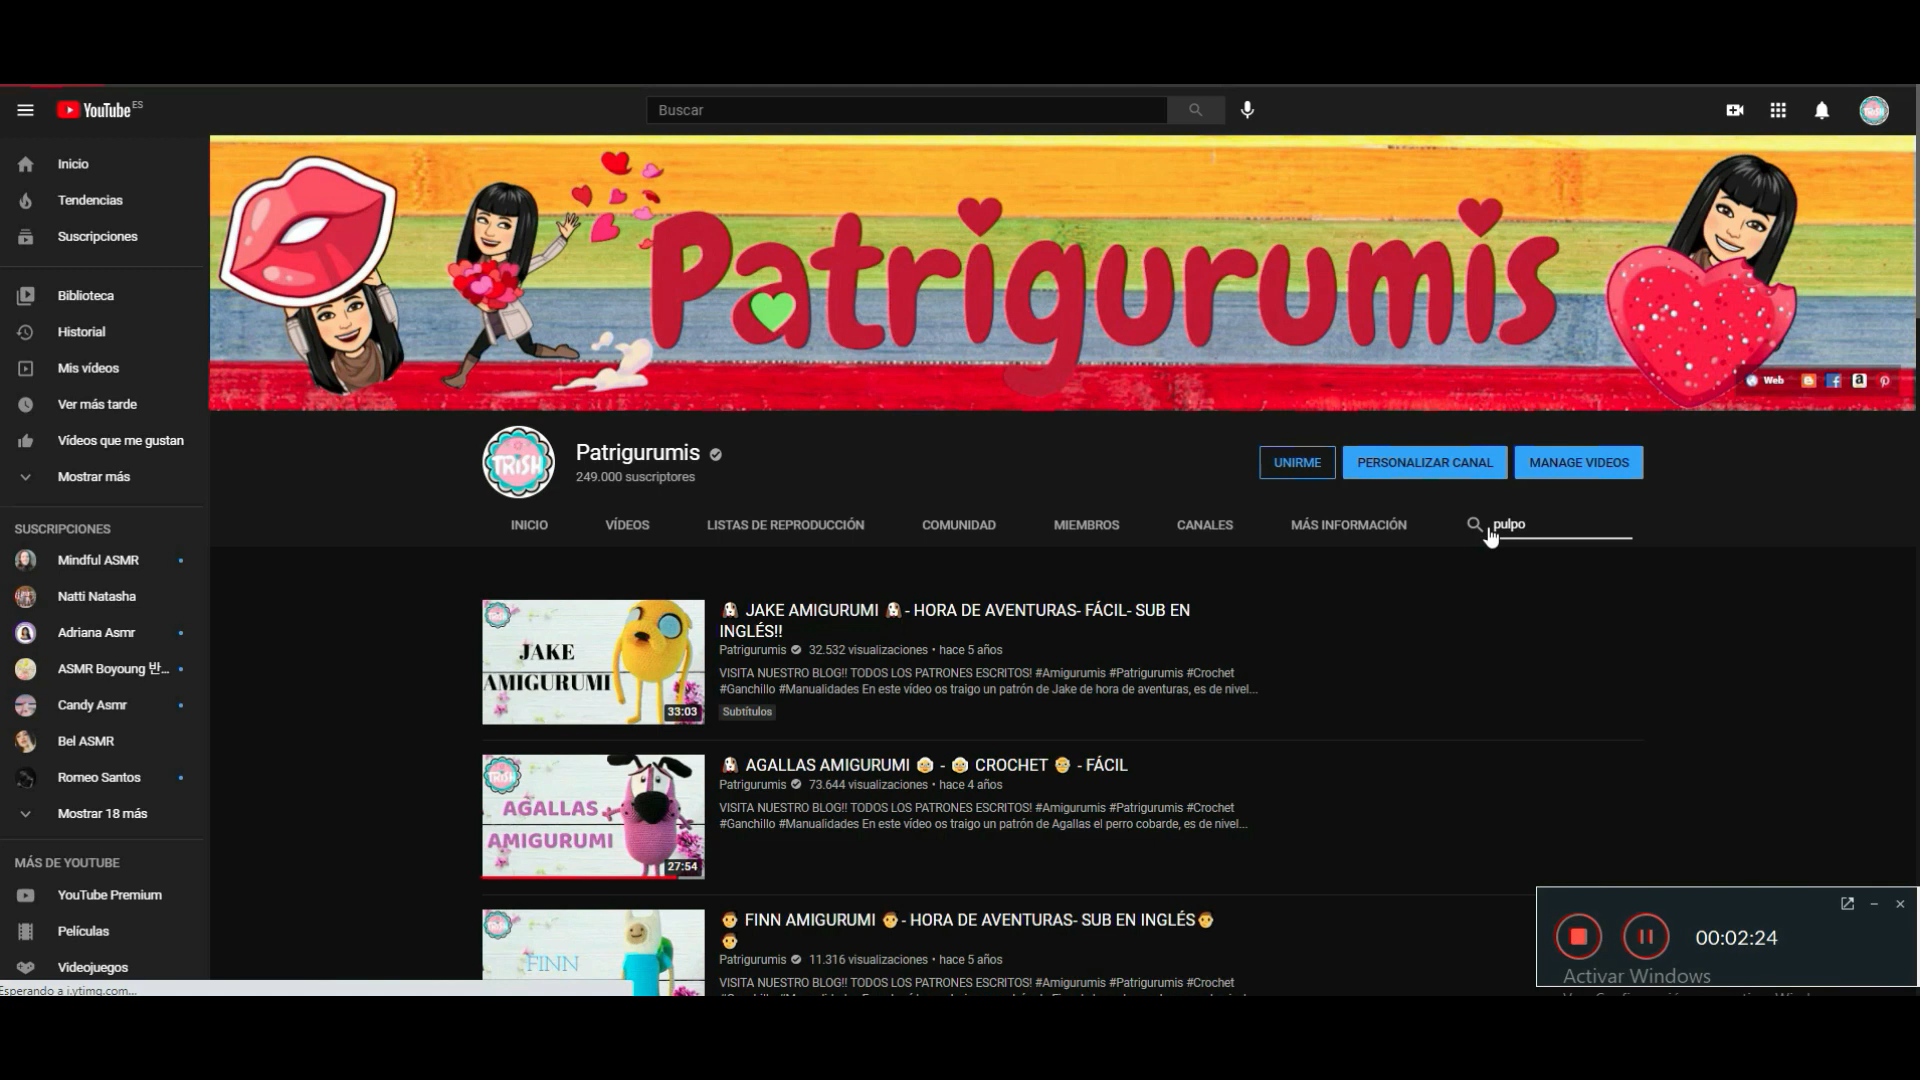 YouTube ES
Buscar
Inicio
Tendencias
Suscripciones
Biblioteca
Historial
Mis vídeos
Ver más tarde
Vídeos que me gustan
Mostrar más
SUSCRIPCIONES
Mindful ASMR
Natti Natasha
Adriana Asmr
ASMR Boyoung 반...
Candy Asmr
Bel ASMR
Romeo Santos
Mostrar 18 más
MÁS DE YOUTUBE
YouTube Premium
Películas
Videojuegos
Esperando a i.ytimg.com...
Patrigurumis
Web
TRISH
Patrigurumis
249.000 suscriptores
UNIRME
PERSONALIZAR CANAL
MANAGE VIDEOS
INICIO
VÍDEOS
LISTAS DE REPRODUCCIÓN
COMUNIDAD
MIEMBROS
CANALES
MÁS INFORMACIÓN
pulpo
TRISH
JAKE
AMIGURUMI
33:03
JAKE AMIGURUMI - HORA DE AVENTURAS- FÁCIL- SUB EN
INGLÉS!!
Patrigurumis 32.532 visualizaciones • hace 5 años
VISITA NUESTRO BLOG!! TODOS LOS PATRONES ESCRITOS! #Amigurumis #Patrigurumis #Crochet
#Ganchillo #Manualidades En este vídeo os traigo un patrón de Jake de hora de aventuras, es de nivel...
Subtítulos
TRISH
AGALLAS
AMIGURUMI
27:54
AGALLAS AMIGURUMI - CROCHET - FÁCIL
Patrigurumis 73.644 visualizaciones • hace 4 años
VISITA NUESTRO BLOG!! TODOS LOS PATRONES ESCRITOS! #Amigurumis #Patrigurumis #Crochet
#Ganchillo #Manualidades En este vídeo os traigo un patrón de Agallas el perro cobarde, es de nivel...
TRISH
FINN
FINN AMIGURUMI - HORA DE AVENTURAS- SUB EN INGLÉS
Patrigurumis 11.316 visualizaciones • hace 5 años
VISITA NUESTRO BLOG!! TODOS LOS PATRONES ESCRITOS! #Amigurumis #Patrigurumis #Crochet
00:02:24
Activar Windows